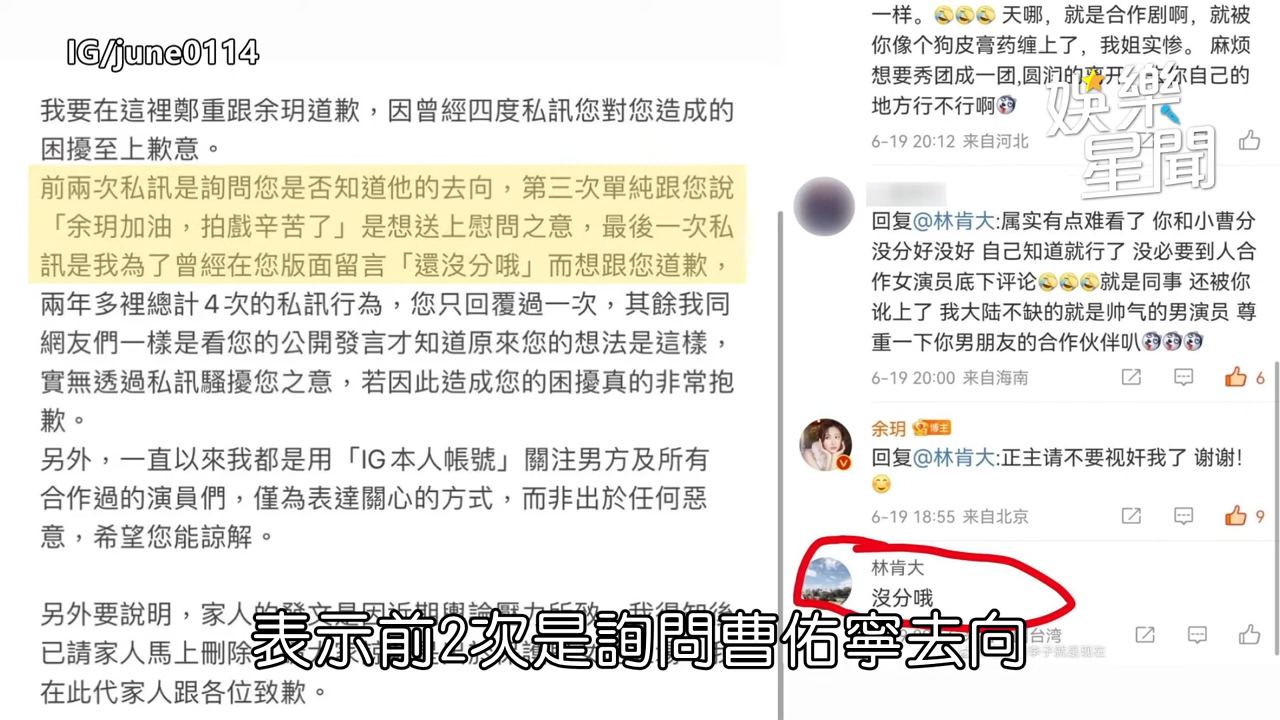 IG/june0114
我要在這裡鄭重跟余玥道歉，因曾經四度私訊您對您造成的
困擾至上歉意。
前兩次私訊是詢問您是否知道他的去向，第三次單純跟您說
「余玥加油，拍戲辛苦了」是想送上慰問之意，最後一次私
訊是我為了曾經在您版面留言「還沒分哦」而想跟您道歉，
兩年多裡總計4次的私訊行為，您只回覆過一次，其餘我同
網友們一樣是看您的公開發言才知道原來您的想法是這樣，
實無透過私訊騷擾您之意，若因此造成您的困擾真的非常抱
歉。
另外，一直以來我都是用「IG本人帳號」關注男方及所有
合作過的演員們，僅為表達關心的方式，而非出於任何惡
意，希望您能諒解。
另外要說明，家人的發文是因近期輿論壓力所致，我得知後
已請家人馬上刪除
在此代家人跟各位致歉。
一样。 天哪，就是合作剧啊，就被
你像个狗皮膏药缠上了，我姐实惨。 麻烦
想要秀团成一团,圆润的离开
你自己的
地方行不行啊
6-19 20:12 来自河北
娛樂星聞
回复@林肯大:属实有点难看了 你和小曹分
没分好没好 自己知道就行了 没必要到人合
作女演员底下评论 就是同事 还被你
讹上了 我大陆不缺的就是帅气的男演员 尊
重一下你男朋友的合作伙伴叭
6-19 20:00 来自海南
6
余玥 博主
回复@林肯大:正主请不要视奸我了 谢谢!
6-19 18:55 来自北京
9
林肯大
沒分哦
台湾
表示前2次是詢問曹佑寧去向